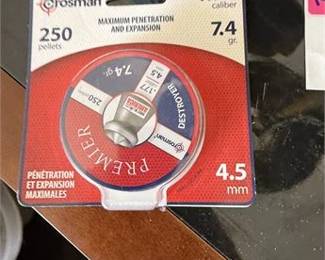 Crosman
caliber
250
pellets
MAXIMUM PENETRATION
AND EXPANSION
7.4
gr.
7.4 gr.
.177
4.5
250
DESTROYER
Crosman
PREMIER
PÉNÉTRATION
ET EXPANSION
MAXIMALES
4.5
mm